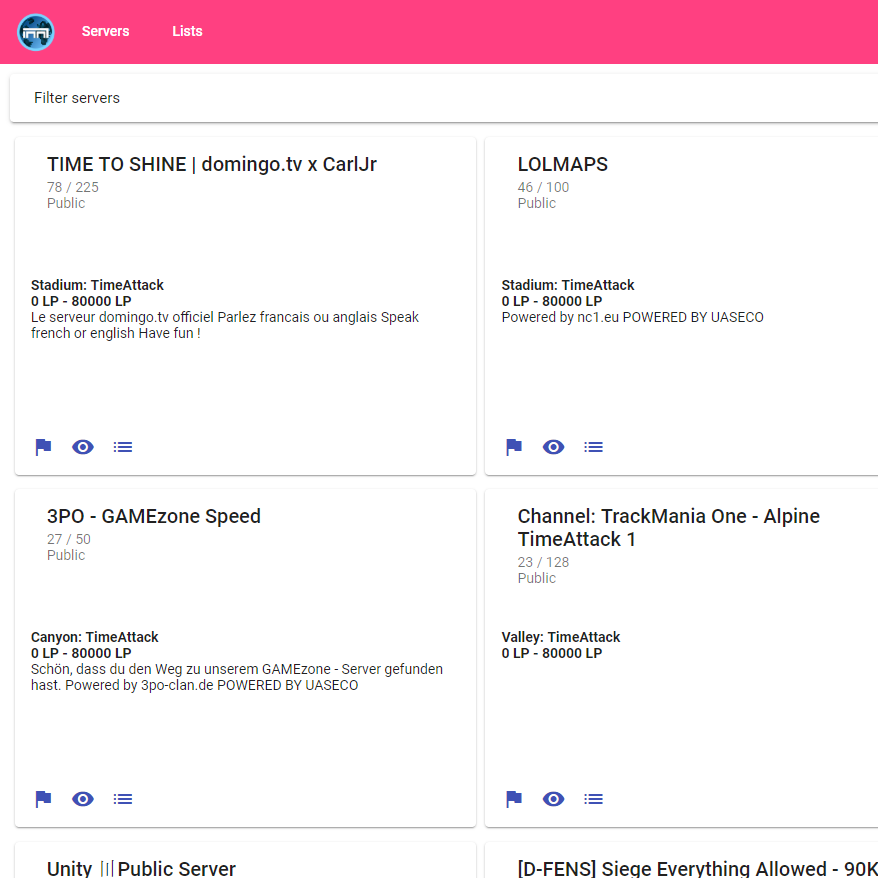 Servers
Lists
Filter servers
TIME TO SHINE | domingo.tv x CarlJr
78 / 225
Public
Stadium: TimeAttack
0 LP - 80000 LP
Le serveur domingo.tv officiel Parlez francais ou anglais Speak
french or english Have fun !
LOLMAPS
46 / 100
Public
Stadium: TimeAttack
0 LP - 80000 LP
Powered by nc1.eu POWERED BY UASECO
3PO - GAMEzone Speed
27 / 50
Public
Canyon: TimeAttack
0 LP - 80000 LP
Schön, dass du den Weg zu unserem GAMEzone - Server gefunden
hast. Powered by 3po-clan.de POWERED BY UASECO
Channel: TrackMania One - Alpine
TimeAttack 1
23 / 128
Public
Valley: TimeAttack
0 LP - 80000 LP
Unity Public Server
[D-FENS] Siege Everything Allowed - 90K